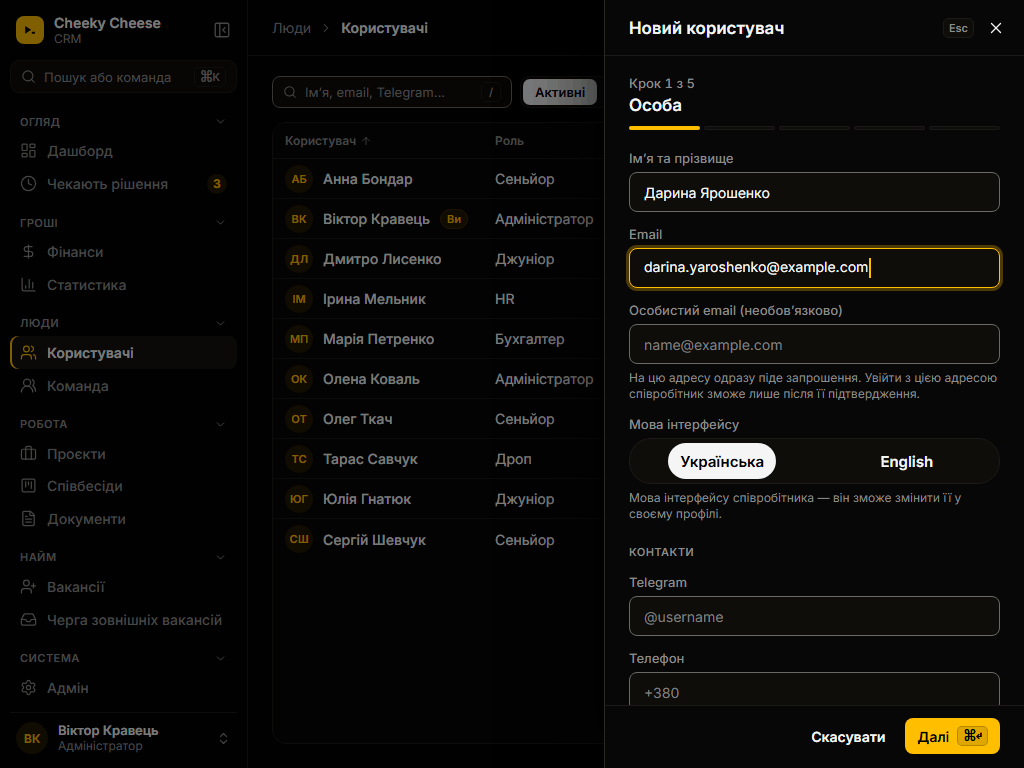 Cheeky Cheese
CRM
Пошук або команда ⌘K
ОГЛЯД
Дашборд
Чекають рішення 3
ГРОШІ
Фінанси
Статистика
ЛЮДИ
Користувачі
Команда
РОБОТА
Проєкти
Співбесіди
Документи
НАЙМ
Вакансії
Черга зовнішніх вакансій
СИСТЕМА
Адмін
ВК Віктор Кравець
Адміністратор
Люди Користувачі
Ім’я, email, Telegram... / Активні
Користувач ↑ Роль
АБ Анна Бондар Сеньйор
ВК Віктор Кравець Ви Адміністратор
ДЛ Дмитро Лисенко Джуніор
ІМ Ірина Мельник HR
МП Марія Петренко Бухгалтер
ОК Олена Коваль Адміністратор
ОТ Олег Ткач Сеньйор
ТС Тарас Савчук Дроп
ЮГ Юлія Гнатюк Джуніор
СШ Сергій Шевчук Сеньйор
Новий користувач Esc
Крок 1 з 5
Особа
Ім’я та прізвище
Дарина Ярошенко
Email
darina.yaroshenko@example.com
Особистий email (необов’язково)
name@example.com
На цю адресу одразу піде запрошення. Увійти з цією адресою
співробітник зможе лише після її підтвердження.
Мова інтерфейсу
Українська English
Мова інтерфейсу співробітника — він зможе змінити її у
своєму профілі.
КОНТАКТИ
Telegram
@username
Телефон
+380
Скасувати Далі ⌘↵